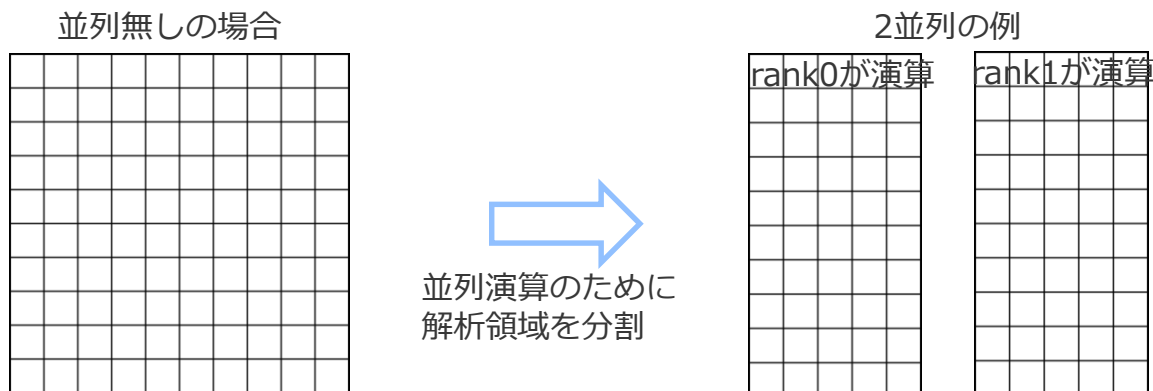 並列無しの場合
2並列の例
rank0が演算
rank1が演算
並列演算のために
解析領域を分割